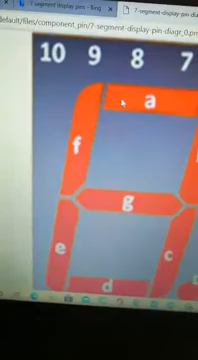 7 segment display pins - Bing
7-segment-display-pin-dia
default/files/component_pin/7-segment-display-pin-diagr_0.pn
10 9 8 7
a
f
g
e
c
d